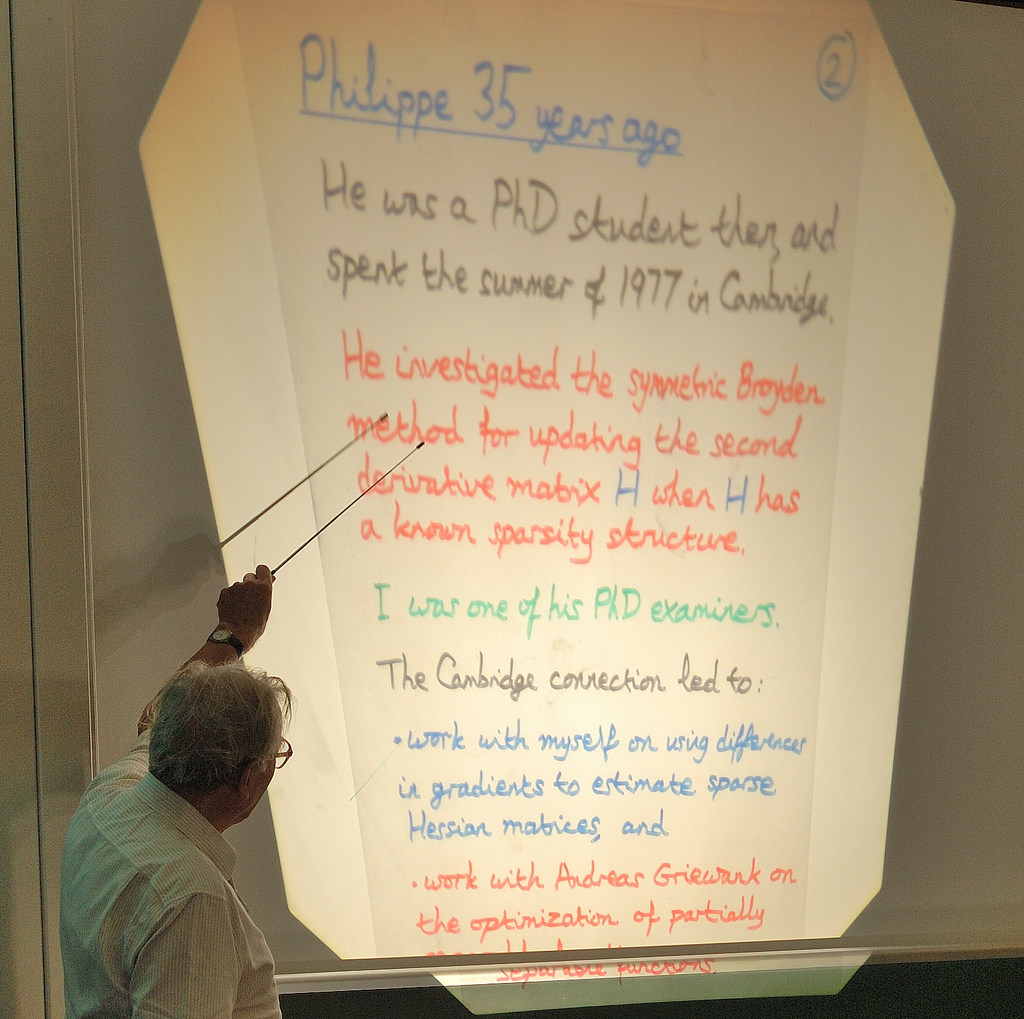 ②
Philippe 35 years ago
He was a PhD student then, and
spent the summer of 1977 in Cambridge.
He investigated the symmetric Broyden
method for updating the second
derivative matrix H when H has
a known sparsity structure.
I was one of his PhD examiners.
The Cambridge connection led to:
• work with myself on using differences
in gradients to estimate sparse
Hessian matrices, and
• work with Andreas Griewank on
the optimization of partially
separable functions.